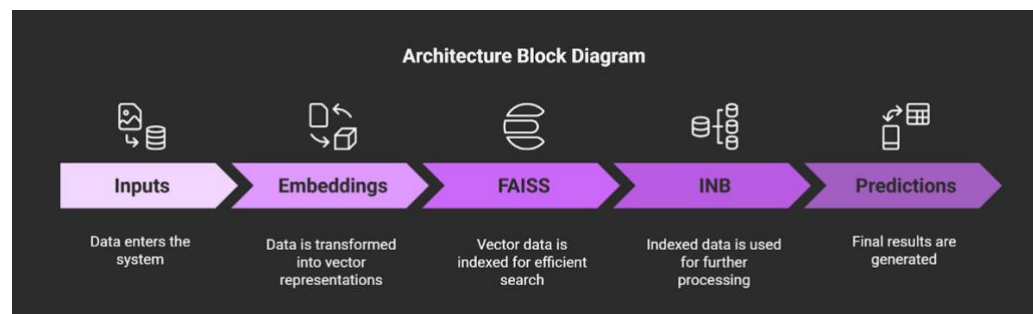 Architecture Block Diagram
Inputs
Embeddings
FAISS
INB
Predictions
Data enters the
system
Data is transformed
into vector
representations
Vector data is
indexed for efficient
search
Indexed data is used
for further
processing
Final results are
generated